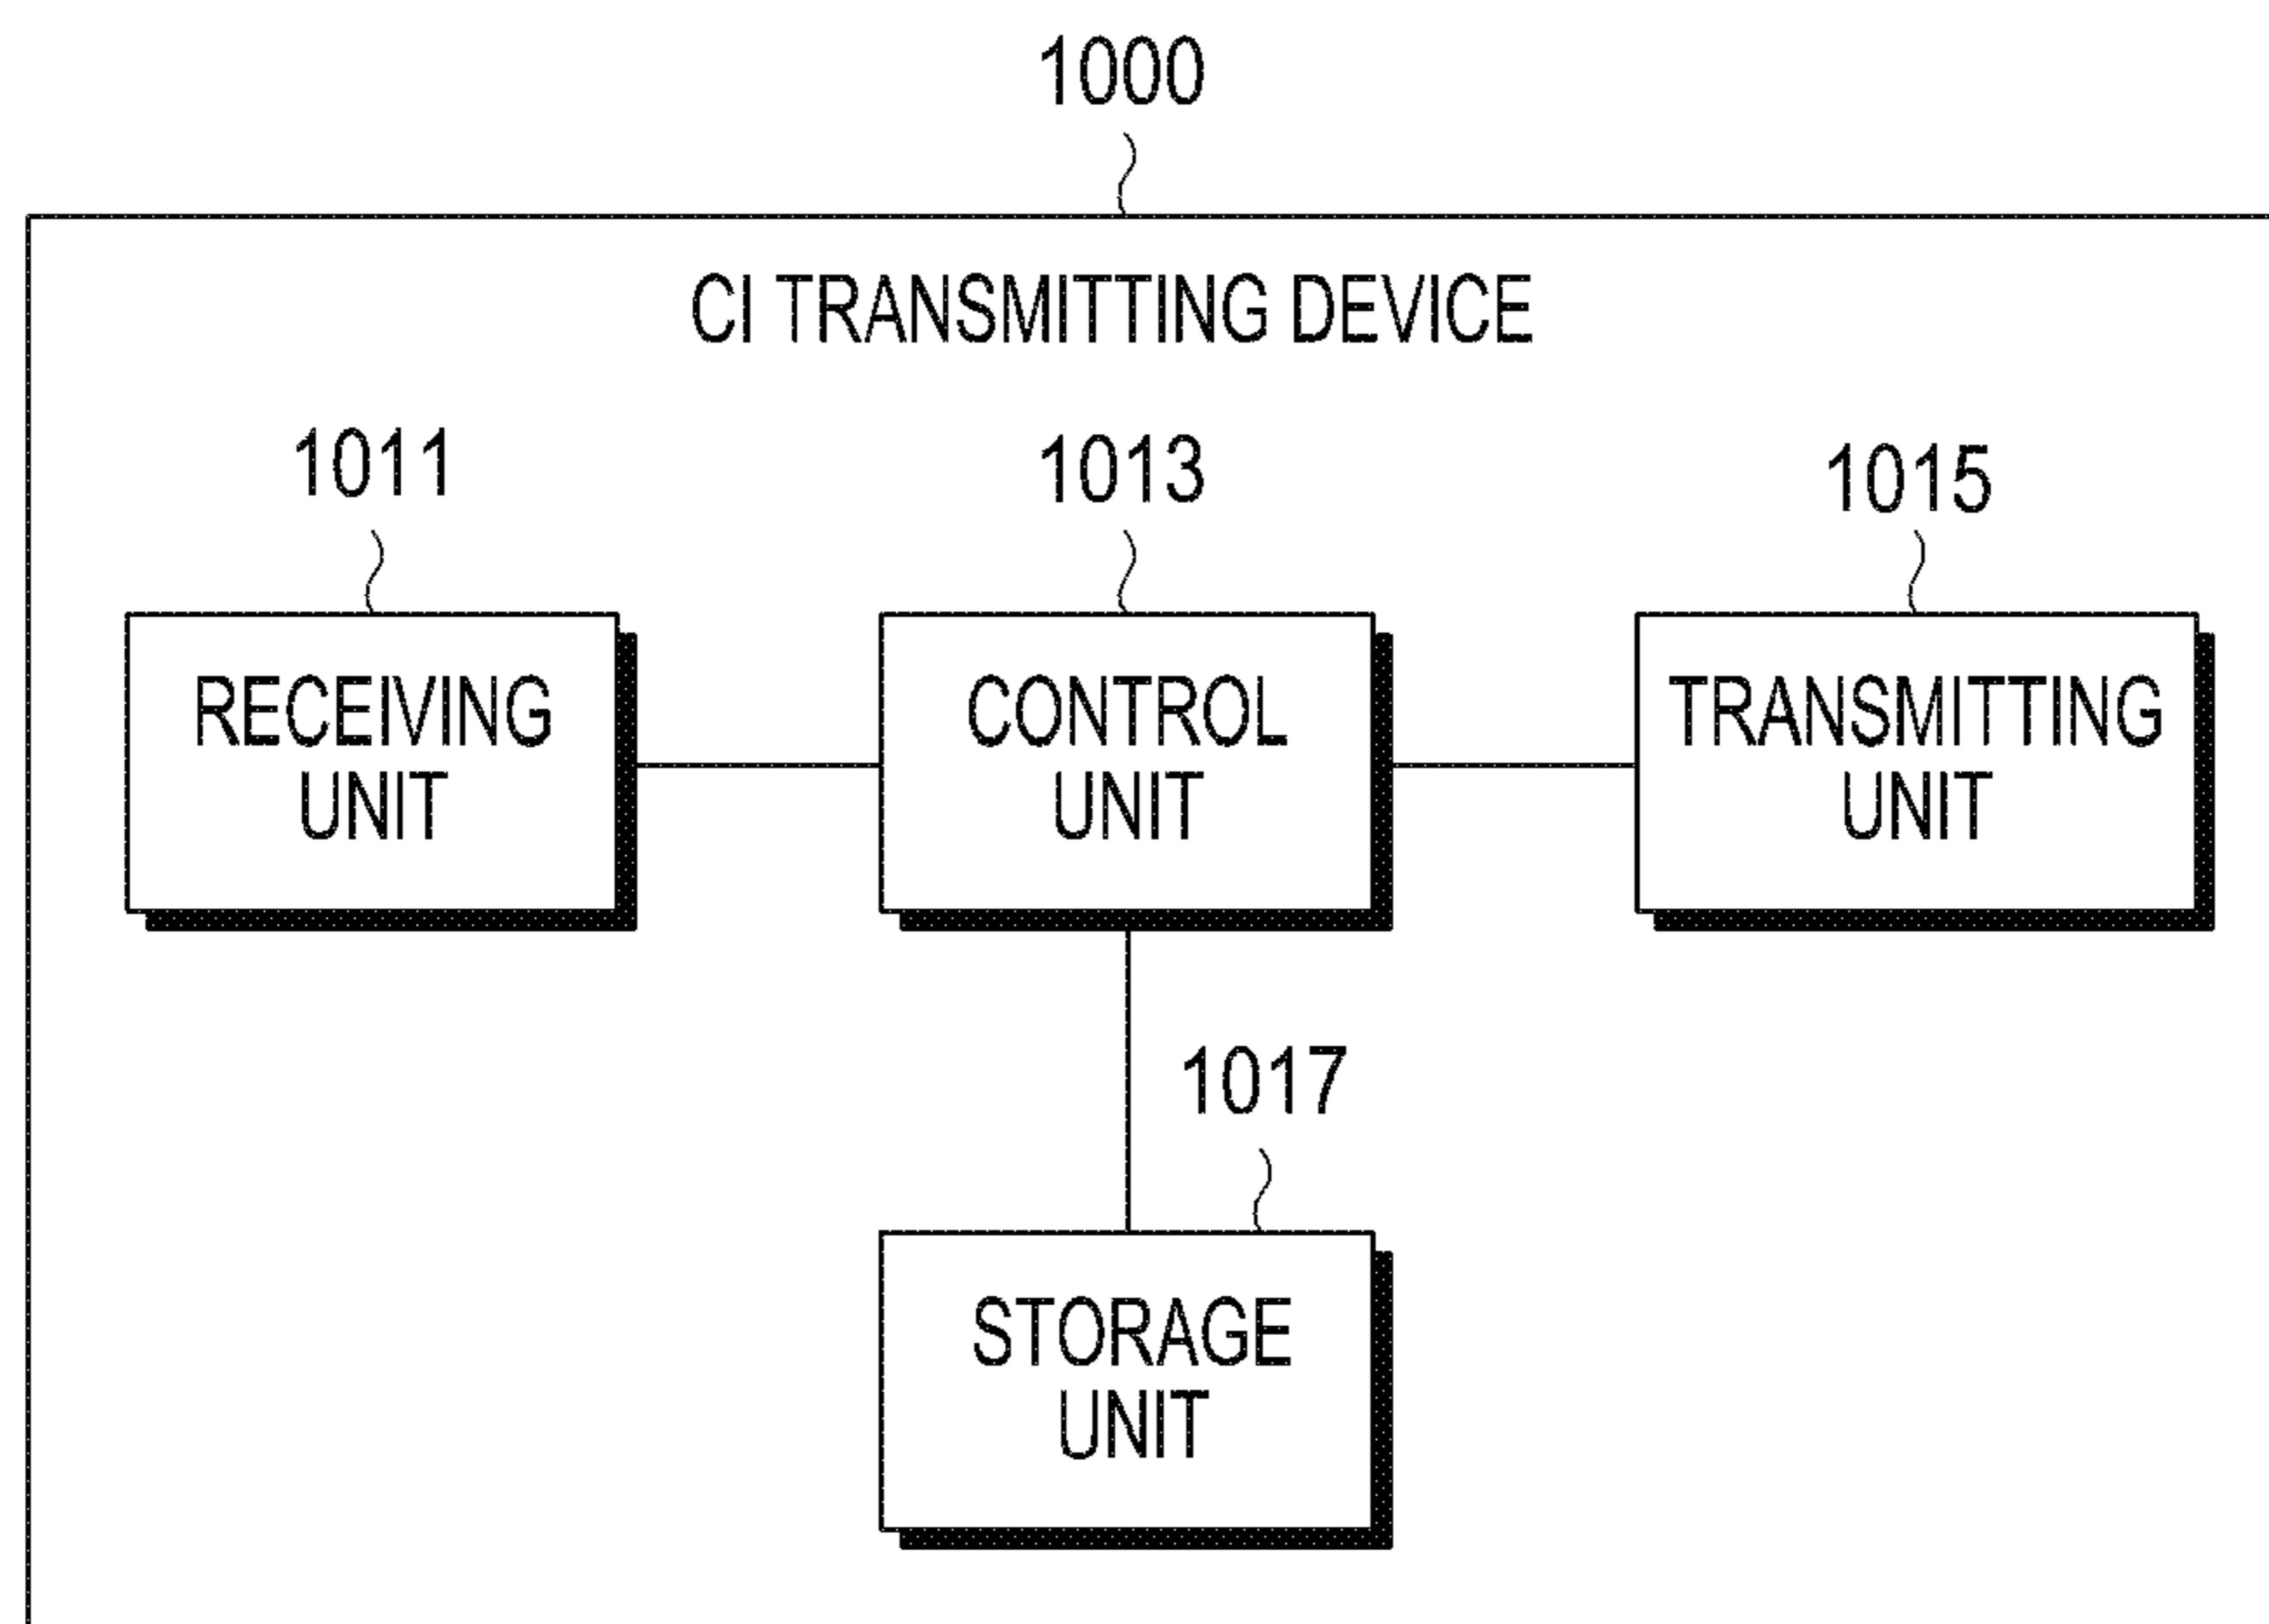 1000
CI TRANSMITTING DEVICE
1011
1013
1015
RECEIVING
UNIT
CONTROL
UNIT
TRANSMITTING
UNIT
1017
STORAGE
UNIT